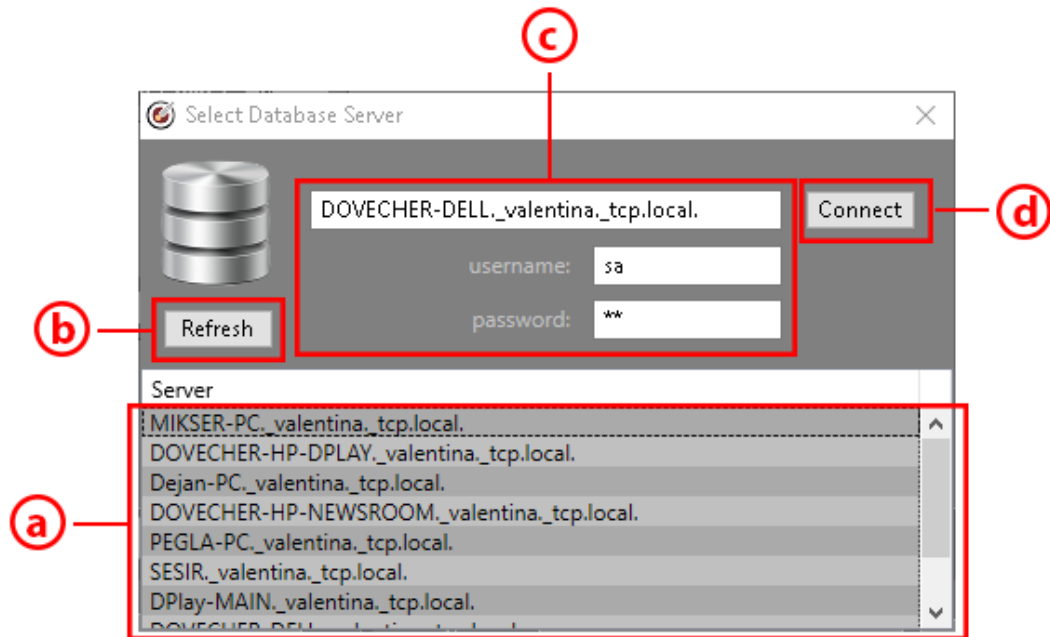 c
Select Database Server
DOVECHER-DELL._valentina._tcp.local.
Connect
d
username:
sa
b
Refresh
password:
**
Server
MIKSER-PC._valentina._tcp.local.
DOVECHER-HP-DPLAY._valentina._tcp.local.
Dejan-PC._valentina._tcp.local.
DOVECHER-HP-NEWSROOM._valentina._tcp.local.
a
PEGLA-PC._valentina._tcp.local.
SESIR._valentina._tcp.local.
DPlay-MAIN._valentina._tcp.local.